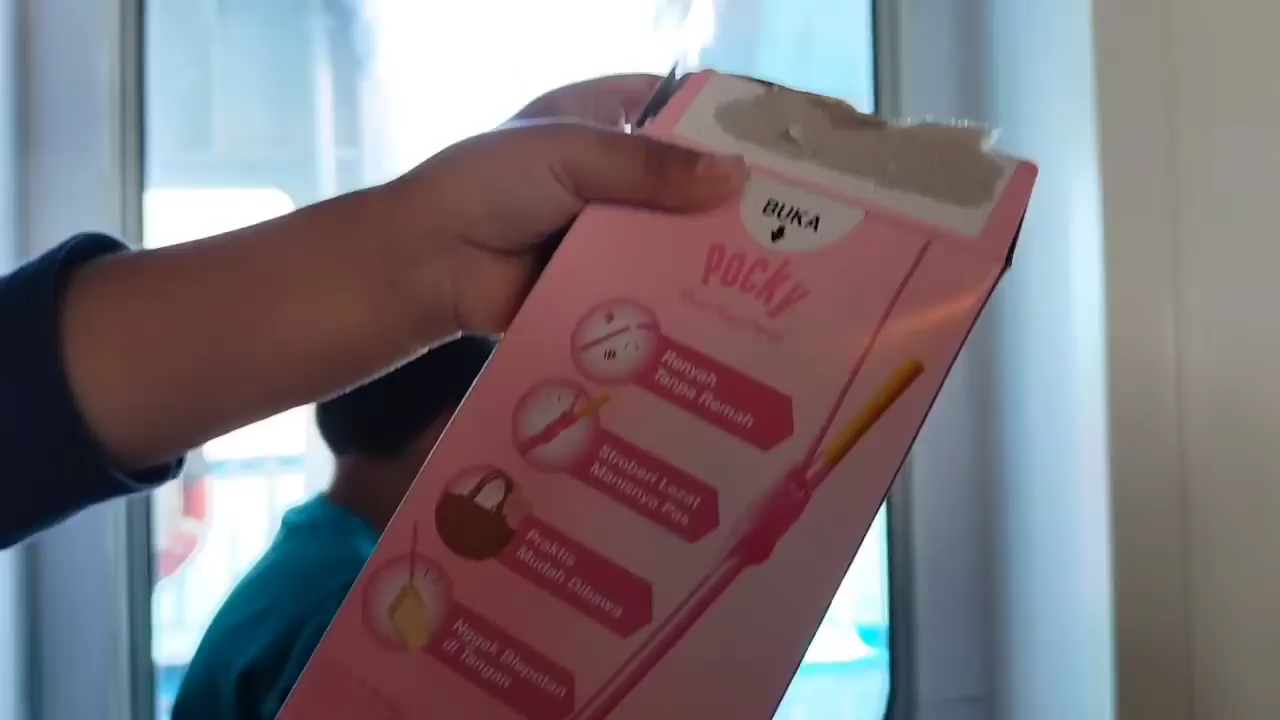 BUKA
POCKY
Renyah
Tanpa Remah
Stroberi Lezat
Manisnya Pas
Praktis
Mudah Dibawa
Nggak Blepotan
di Tangan